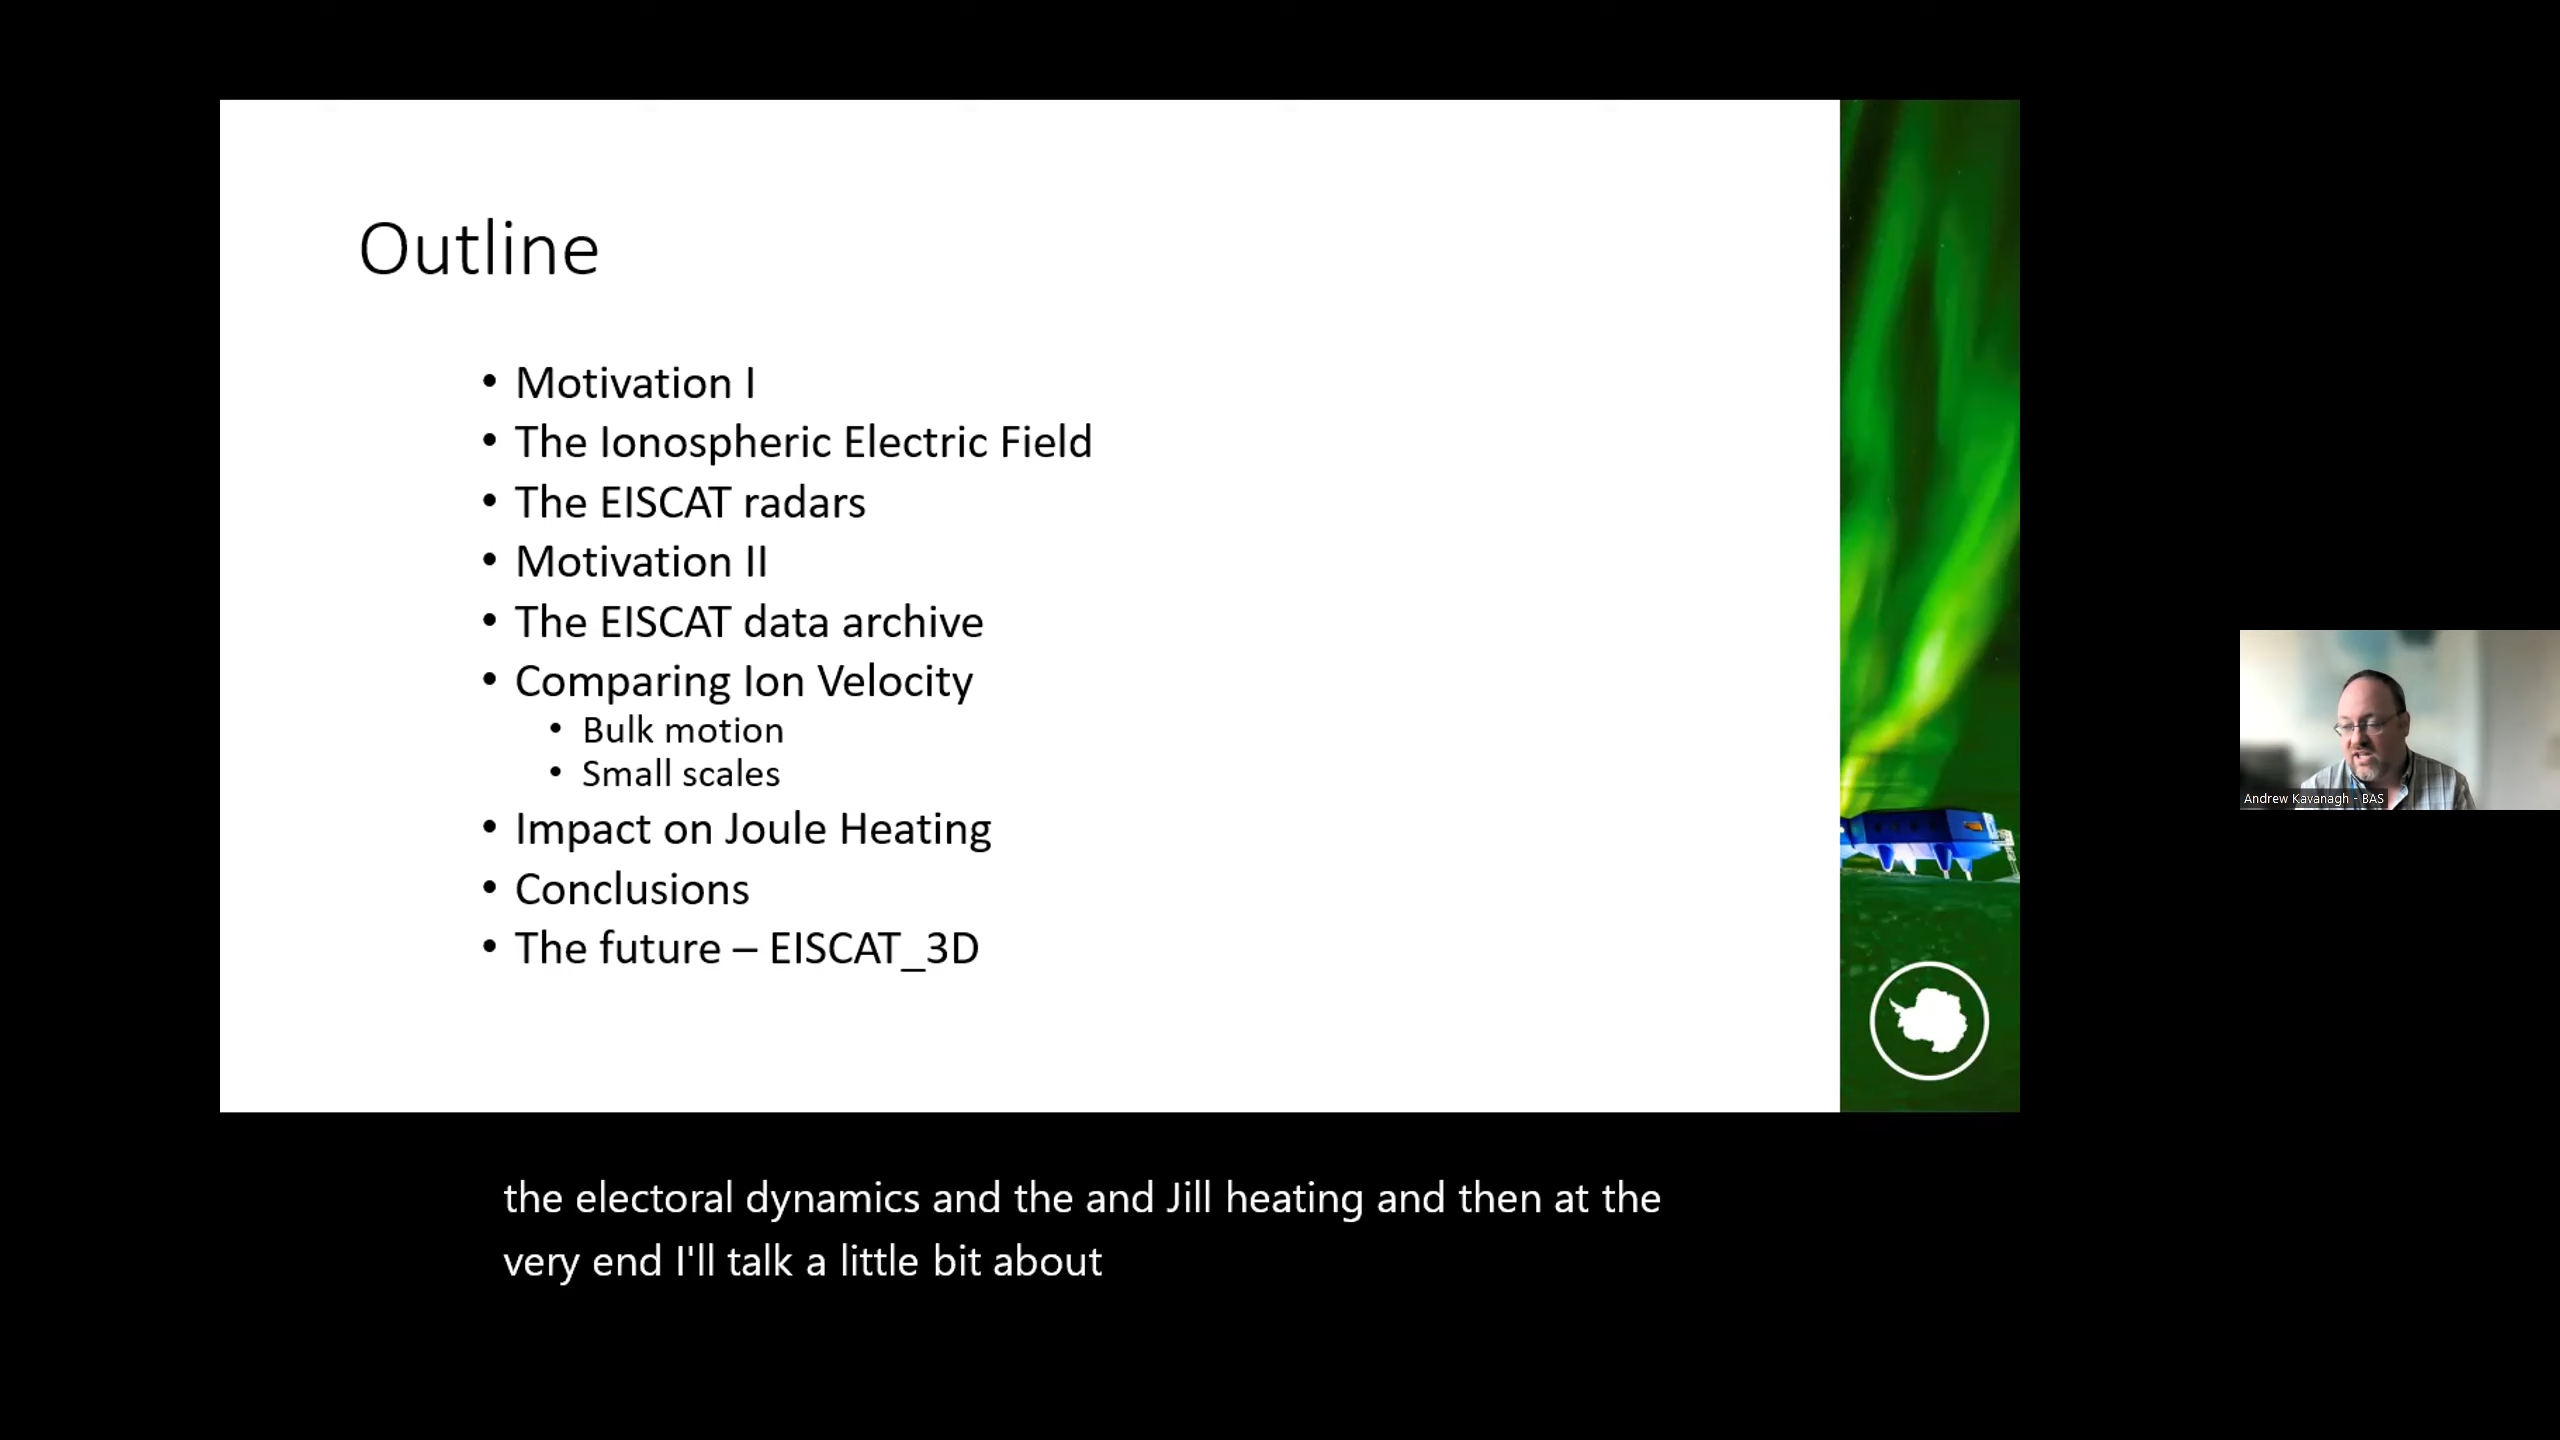 Outline
• Motivation I
• The Ionospheric Electric Field
• The EISCAT radars
• Motivation II
• The EISCAT data archive
• Comparing Ion Velocity
• Bulk motion
• Small scales
• Impact on Joule Heating
• Conclusions
• The future – EISCAT_3D
Andrew Kavanagh - BAS
the electoral dynamics and the and Jill heating and then at the
very end I'll talk a little bit about